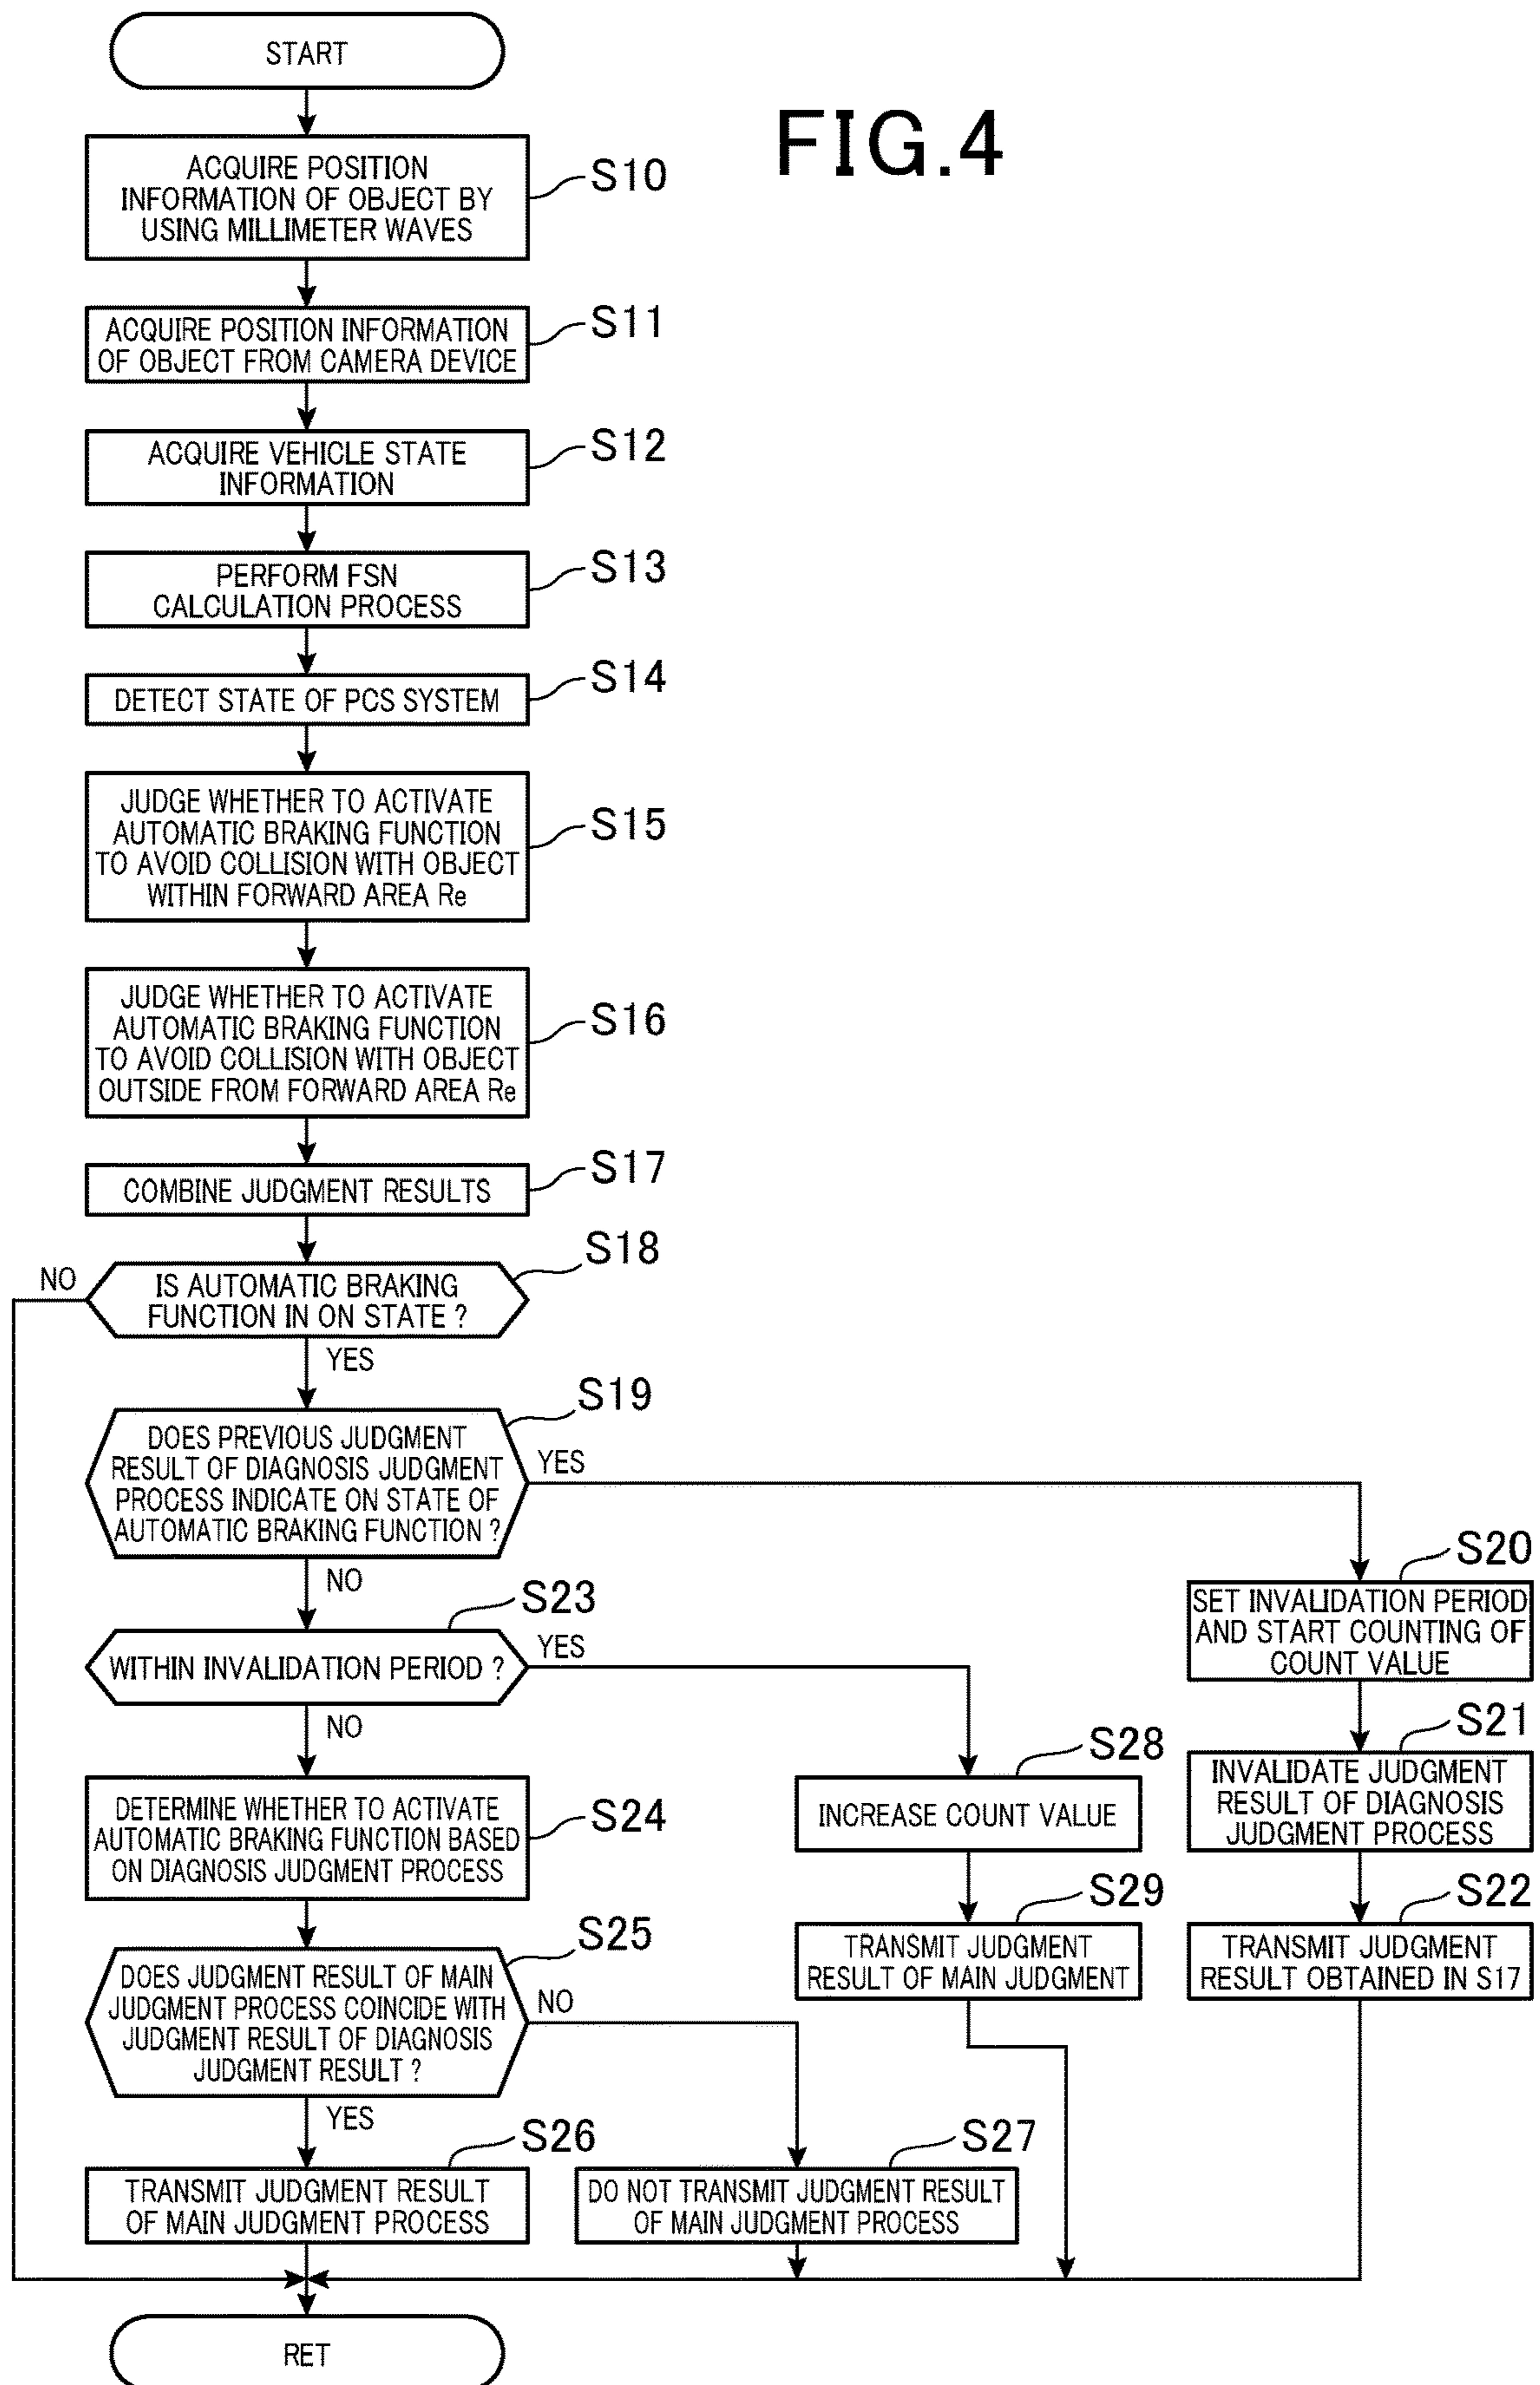 FIG.4
START
ACQUIRE POSITION
INFORMATION OF OBJECT BY
USING MILLIMETER WAVES
S10
ACQUIRE POSITION INFORMATION
OF OBJECT FROM CAMERA DEVICE
S11
ACQUIRE VEHICLE STATE
INFORMATION
S12
PERFORM FSN
CALCULATION PROCESS
S13
DETECT STATE OF PCS SYSTEM
S14
JUDGE WHETHER TO ACTIVATE
AUTOMATIC BRAKING FUNCTION
TO AVOID COLLISION WITH OBJECT
WITHIN FORWARD AREA Re
S15
JUDGE WHETHER TO ACTIVATE
AUTOMATIC BRAKING FUNCTION
TO AVOID COLLISION WITH OBJECT
OUTSIDE FROM FORWARD AREA Re
S16
COMBINE JUDGMENT RESULTS
S17
IS AUTOMATIC BRAKING
FUNCTION IN ON STATE ?
S18
NO
YES
DOES PREVIOUS JUDGMENT
RESULT OF DIAGNOSIS JUDGMENT
PROCESS INDICATE ON STATE OF
AUTOMATIC BRAKING FUNCTION ?
S19
YES
NO
SET INVALIDATION PERIOD
AND START COUNTING OF
COUNT VALUE
S20
INVALIDATE JUDGMENT
RESULT OF DIAGNOSIS
JUDGMENT PROCESS
S21
TRANSMIT JUDGMENT
RESULT OBTAINED IN S17
S22
WITHIN INVALIDATION PERIOD ?
S23
YES
NO
INCREASE COUNT VALUE
S28
TRANSMIT JUDGMENT
RESULT OF MAIN JUDGMENT
S29
DETERMINE WHETHER TO ACTIVATE
AUTOMATIC BRAKING FUNCTION BASED
ON DIAGNOSIS JUDGMENT PROCESS
S24
DOES JUDGMENT RESULT OF MAIN
JUDGMENT PROCESS COINCIDE WITH
JUDGMENT RESULT OF DIAGNOSIS
JUDGMENT RESULT ?
S25
NO
YES
TRANSMIT JUDGMENT RESULT
OF MAIN JUDGMENT PROCESS
S26
DO NOT TRANSMIT JUDGMENT RESULT
OF MAIN JUDGMENT PROCESS
S27
RET